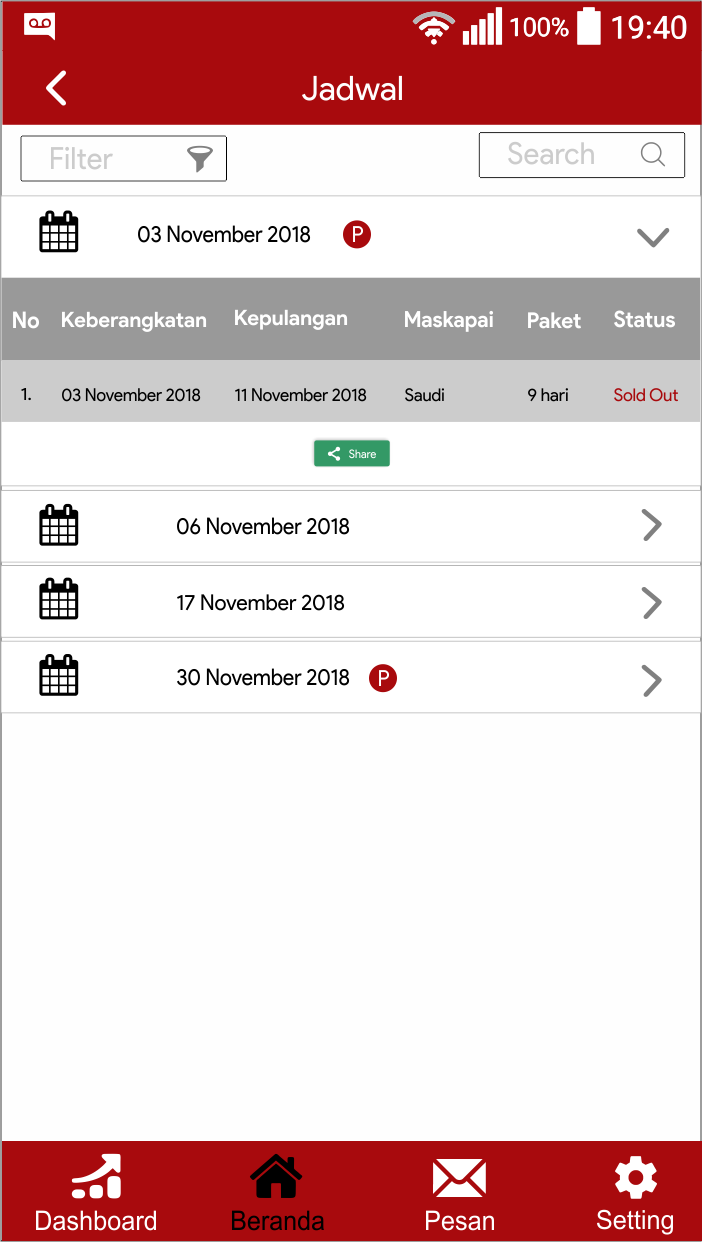 100% 19:40
Jadwal
Filter Search
03 November 2018 P
No Keberangkatan Kepulangan Maskapai Paket Status
1. 03 November 2018 11 November 2018 Saudi 9 hari Sold Out
Share
06 November 2018
17 November 2018
30 November 2018 P
Dashboard Beranda Pesan Setting